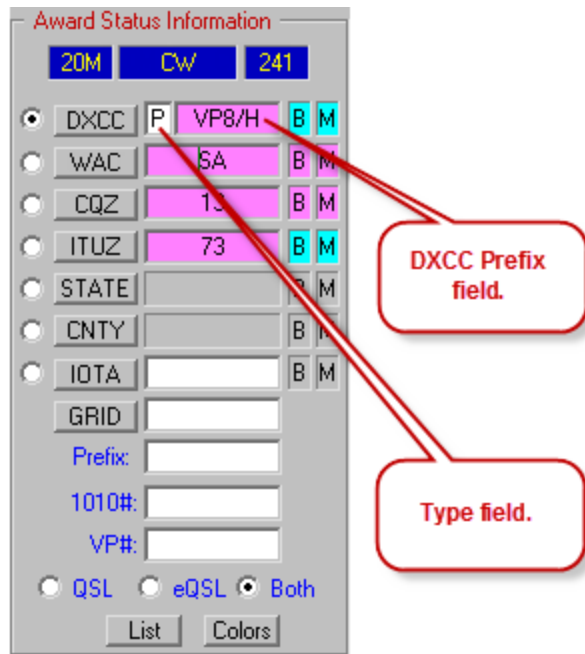 Award Status Information
20M CW 241
DXCC P VP8/H B M
WAC SA B M
CQZ 13 B M
ITUZ 73 B M
STATE B M
CNTY B M
IOTA B M
GRID
Prefix:
1010#:
VP#:
QSL eQSL Both
List Colors
DXCC Prefix
field.
Type field.